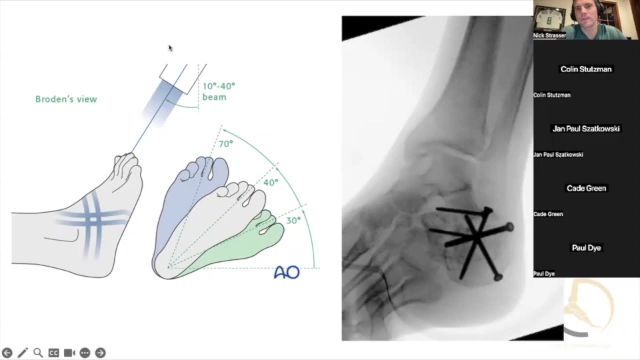 Broden's view
10°-40°
beam
70°
40°
30°
AO
CC
Nick Strasser
Colin Stutzman
Colin Stutzman
Jan Paul Szatkowski
Jan Paul Szatkowski
Cade Green
Cade Green
Paul Dye
Paul Dye